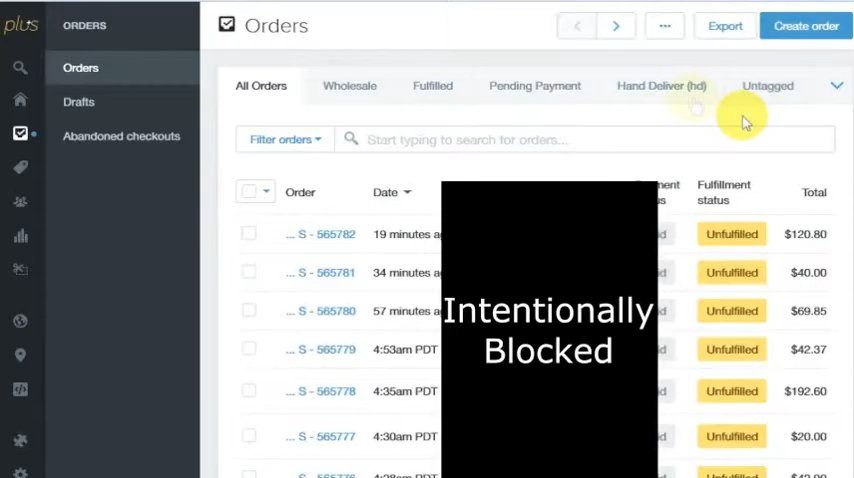 plus
ORDERS
Orders
Drafts
Abandoned checkouts
Orders
Export
Create order
All Orders Wholesale Fulfilled Pending Payment Hand Deliver (hd) Untagged
Filter orders Start typing to search for orders...
Order Date Fulfillment status Total
... S - 565782 19 minutes Unfulfilled $120.80
... S - 565781 34 minutes Unfulfilled $40.00
... S - 565780 57 minutes Unfulfilled $69.85
... S - 565779 4:53am PDT Unfulfilled $42.37
... S - 565778 4:35am PDT Unfulfilled $192.60
... S - 565777 4:30am PDT Unfulfilled $20.00
Intentionally
Blocked